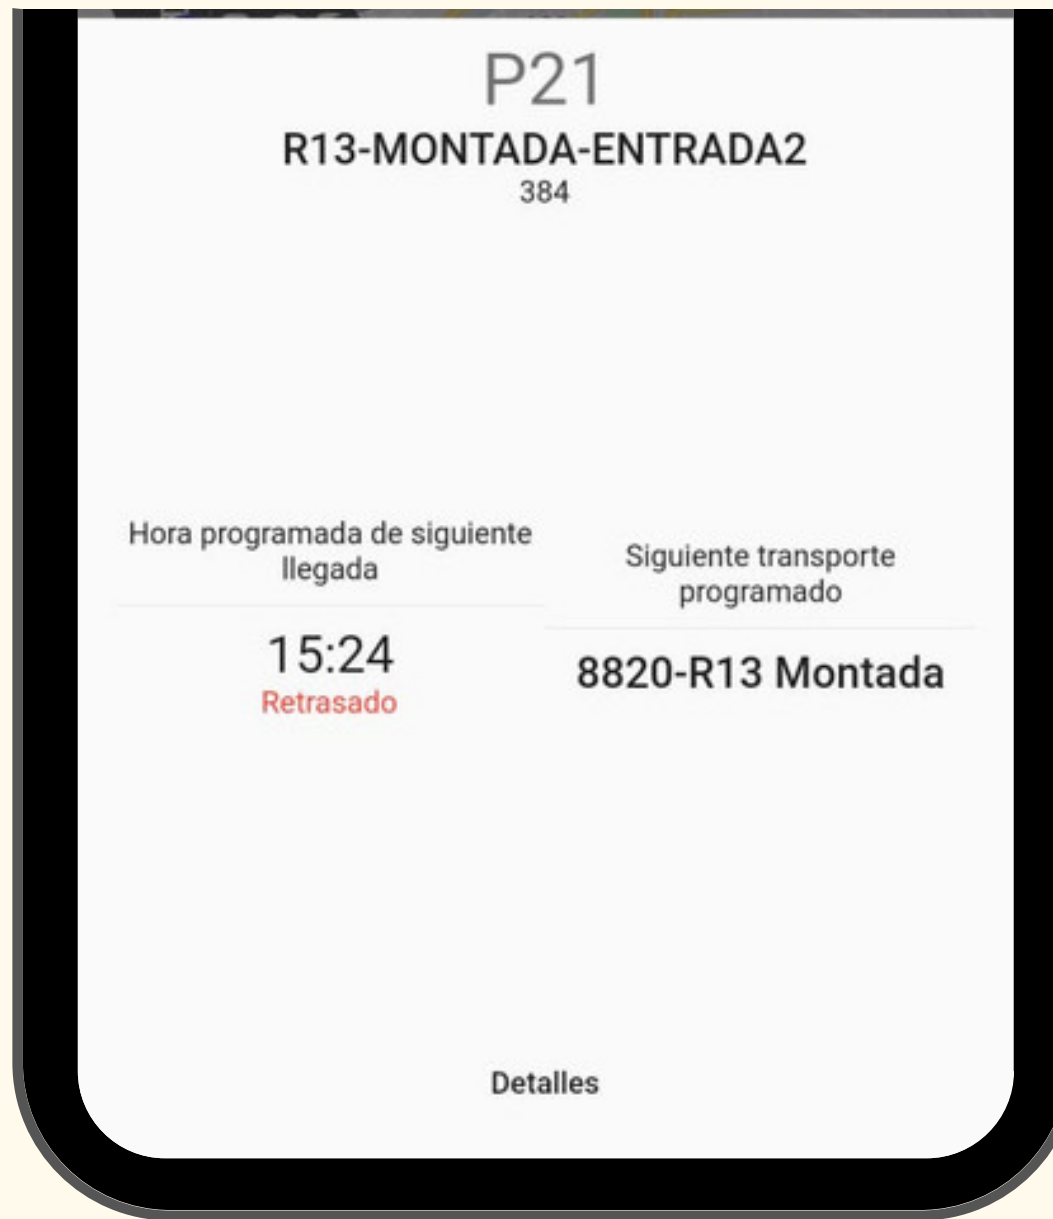 P21
R13-MONTADA-ENTRADA2
384
Hora programada de siguiente
llegada
15:24
Retrasado
Siguiente transporte
programado
8820-R13 Montada
Detalles